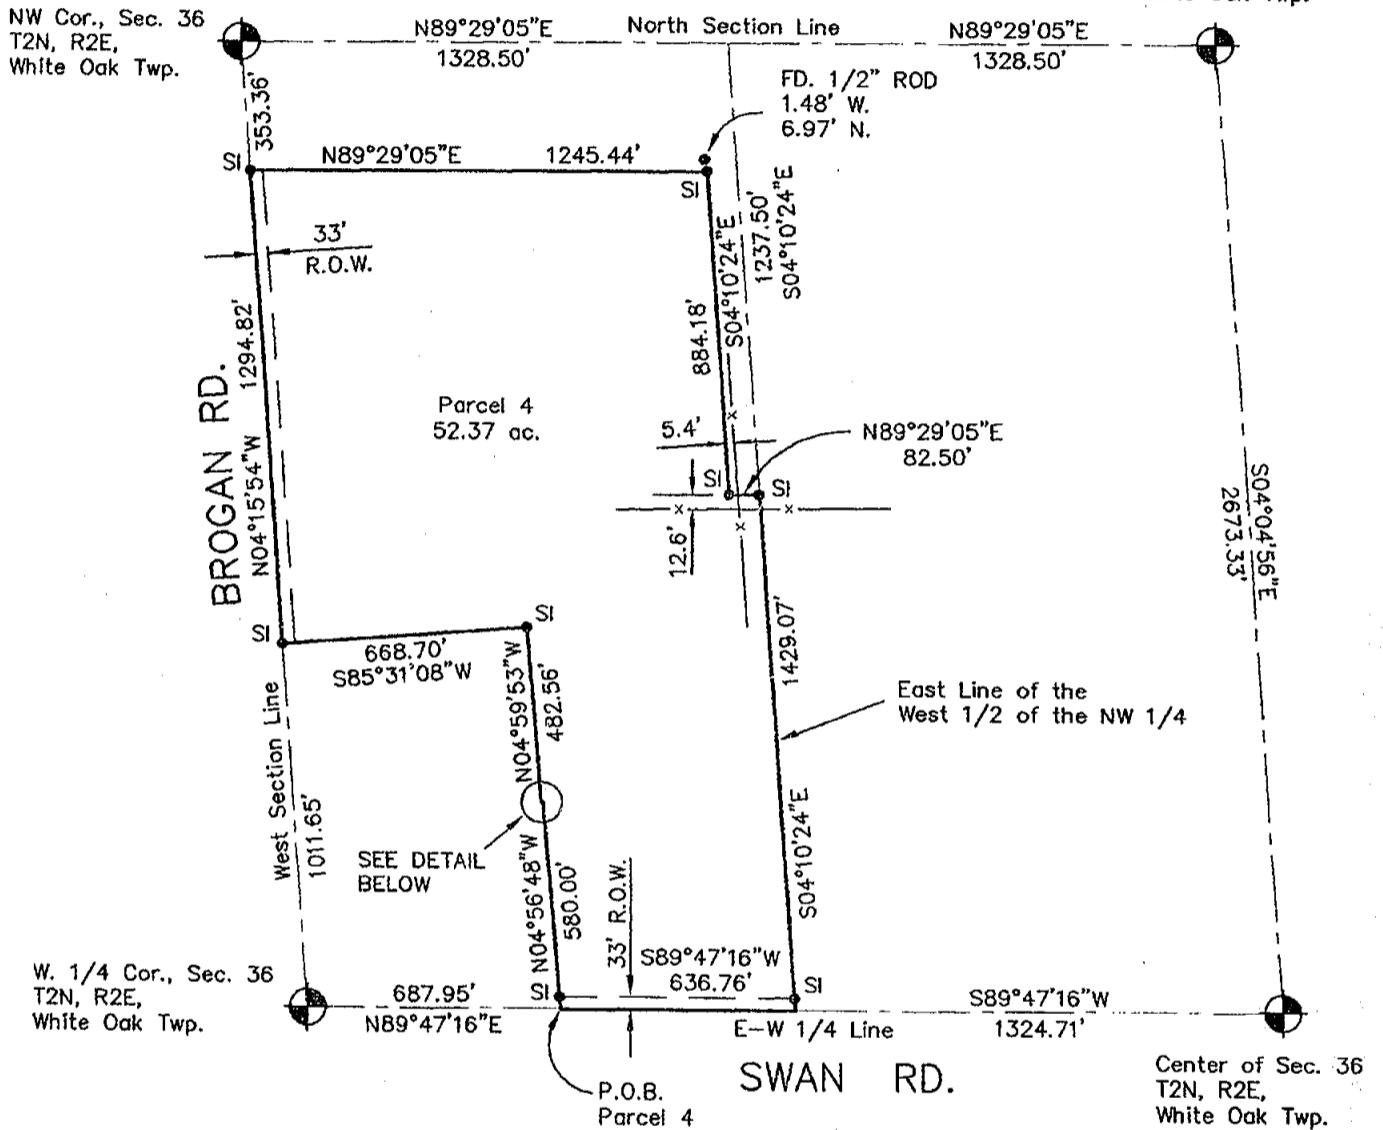 NW Cor., Sec. 36
T2N, R2E,
White Oak Twp.
N89°29'05"E
1328.50'
North Section Line
N89°29'05"E
1328.50'
353.36'
FD. 1/2" ROD
1.48' W.
6.97' N.
SI
N89°29'05"E 1245.44'
SI
33'
R.O.W.
884.18'
S04°10'24"E
1237.50'
S04°10'24"E
BROGAN RD.
1294.82'
N04°15'54"W
Parcel 4
52.37 ac.
5.4'
N89°29'05"E
82.50'
SI
SI
12.6'
S04°04'56"E
2673.33'
SI
SI
668.70'
S85°31'08"W
N04°59'53"W
482.56'
1429.07'
S04°10'24"E
East Line of the
West 1/2 of the NW 1/4
West Section Line
1011.65'
SEE DETAIL
BELOW
N04°56'48"W
580.00'
33' R.O.W.
S89°47'16"W
636.76'
SI
SI
W. 1/4 Cor., Sec. 36
T2N, R2E,
White Oak Twp.
687.95'
N89°47'16"E
E-W 1/4 Line
S89°47'16"W
1324.71'
SWAN RD.
P.O.B.
Parcel 4
Center of Sec. 36
T2N, R2E,
White Oak Twp.